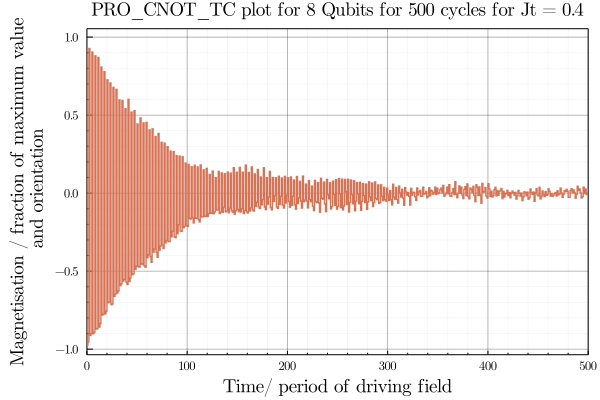 PRO_CNOT_TC plot for 8 Qubits for 500 cycles for Jt = 0.4
Magnetisation / fraction of maximum value
and orientation
1.0
0.5
0.0
−0.5
−1.0
0 100 200 300 400 500
Time/ period of driving field